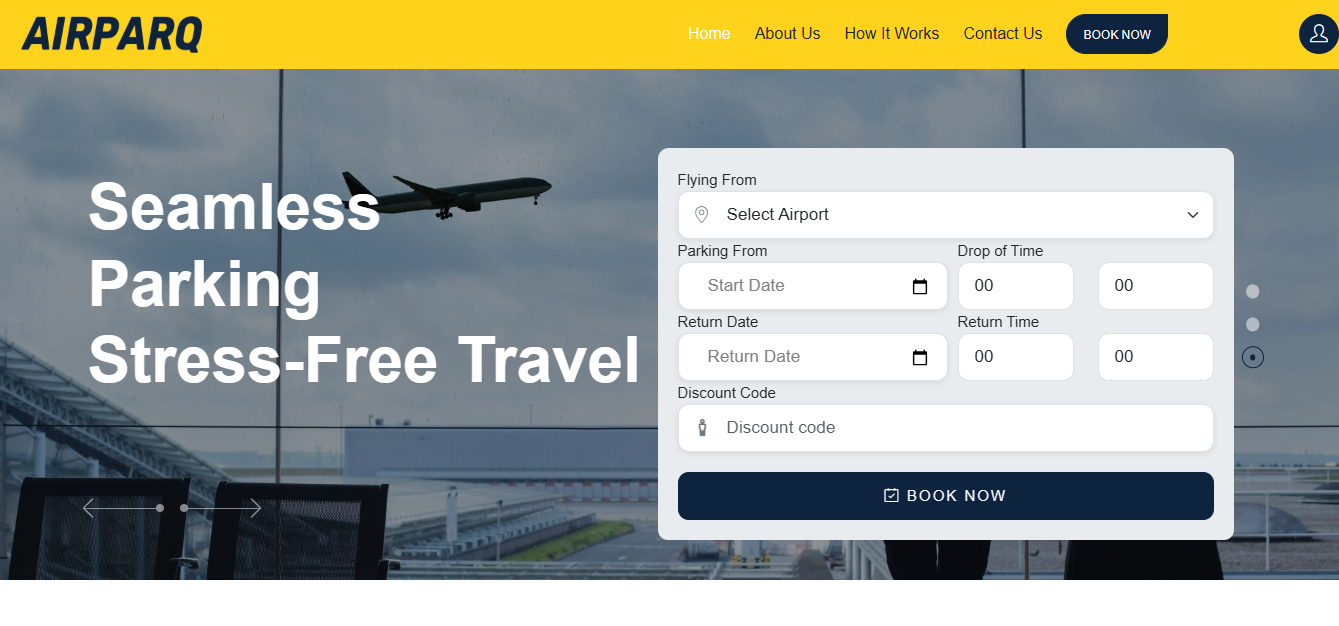 AIRPARQ
Home About Us How It Works Contact Us BOOK NOW
Seamless
Parking
Stress-Free Travel
Flying From
Select Airport
Parking From Drop of Time
Start Date 00 00
Return Date Return Time
Return Date 00 00
Discount Code
Discount code
BOOK NOW